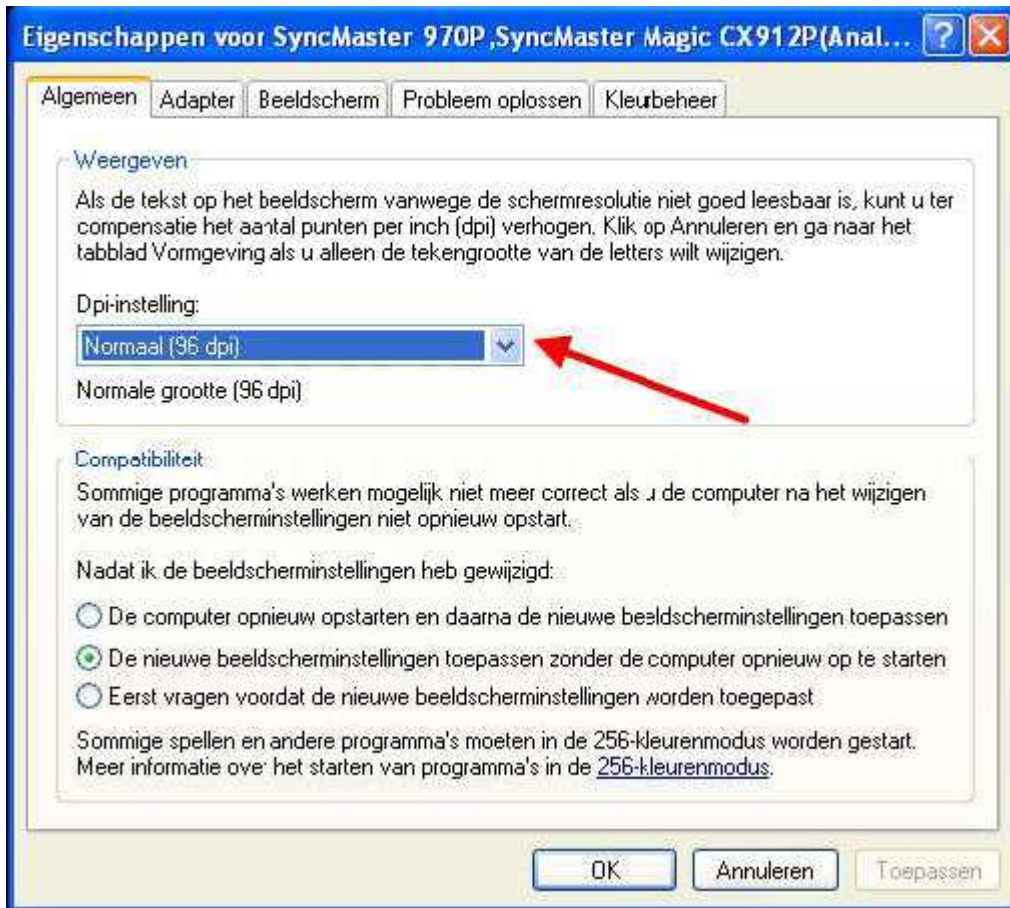 Eigenschappen voor SyncMaster 970P,SyncMaster Magic CX912P(Anal...
Algemeen Adapter Beeldscherm Probleem oplossen Kleurbeheer
Weergeven
Als de tekst op het beeldscherm vanwege de schermresolutie niet goed leesbaar is, kunt u ter
compensatie het aantal punten per inch (dpi) verhogen. Klik op Annuleren en ga naar het
tabblad Vormgeving als u alleen de tekengrootte van de letters wilt wijzigen.
Dpi-instelling:
Normaal (96 dpi)
Normale grootte (96 dpi)
Compatibiliteit
Sommige programma's werken mogelijk niet meer correct als u de computer na het wijzigen
van de beeldscherminstellingen niet opnieuw opstart.
Nadat ik de beeldscherminstellingen heb gewijzigd:
De computer opnieuw opstarten en daarna de nieuwe beeldscherminstellingen toepassen
De nieuwe beeldscherminstellingen toepassen zonder de computer opnieuw op te starten
Eerst vragen voordat de nieuwe beeldscherminstellingen worden toegepast
Sommige spellen en andere programma's moeten in de 256-kleurenmodus worden gestart.
Meer informatie over het starten van programma's in de 256-kleurenmodus.
OK Annuleren Toepassen